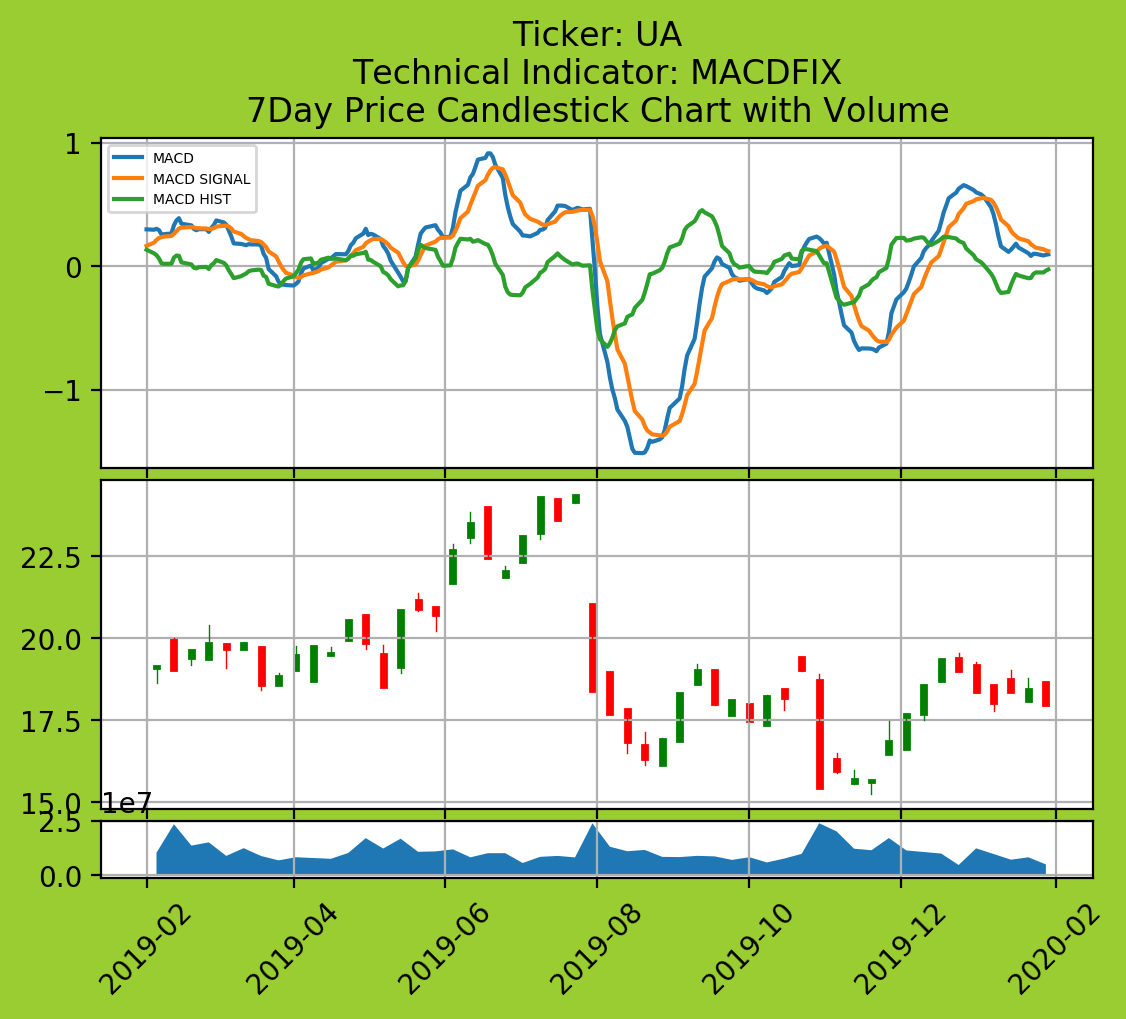 Ticker: UA
Technical Indicator: MACDFIX
7Day Price Candlestick Chart with Volume
1
MACD
MACD SIGNAL
MACD HIST
0
−1
22.5
20.0
17.5
15.0
1e7
2.5
0.0
2019-02
2019-04
2019-06
2019-08
2019-10
2019-12
2020-02